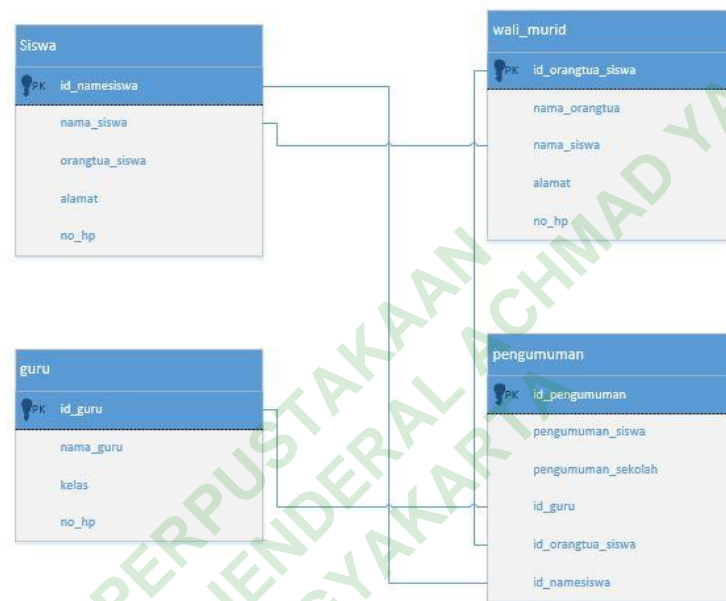 Siswa
PK id_namesiswa
nama_siswa
orangtua_siswa
alamat
no_hp
wali_murid
PK id_orangtua_siswa
nama_orangtua
nama_siswa
alamat
no_hp
guru
PK id_guru
nama_guru
kelas
no_hp
pengumuman
PK id_pengumuman
pengumuman_siswa
pengumuman_sekolah
id_guru
id_orangtua_siswa
id_namesiswa
PERPUSTAKAAN
JENDERAL ACHMAD YA
YAKARTA